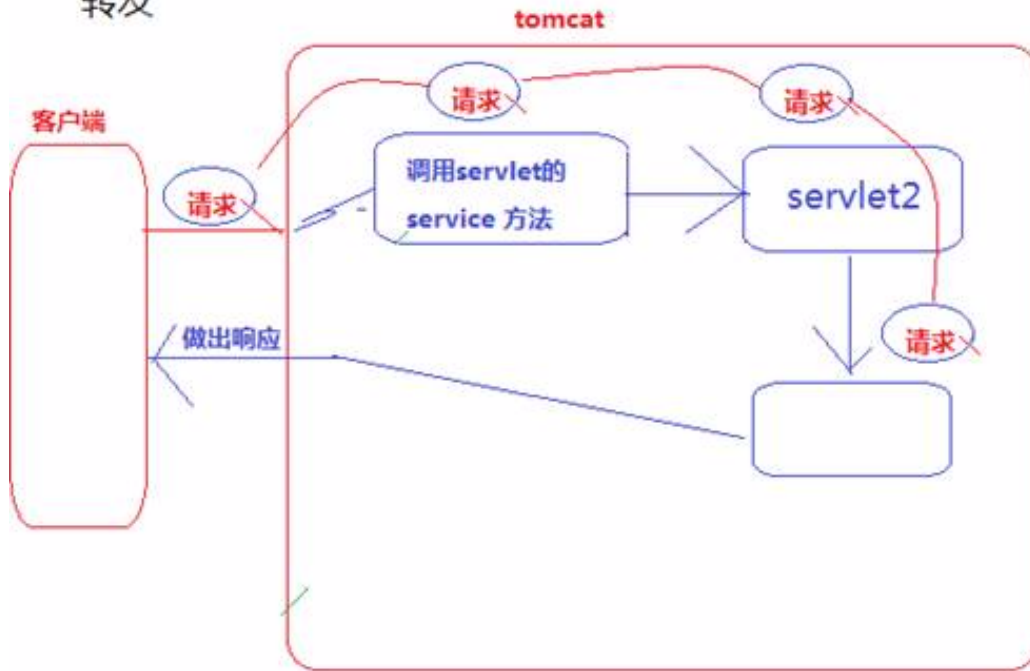 转发
tomcat
客户端
请求
请求
请求
调用servlet的
service 方法
servlet2
请求
做出响应